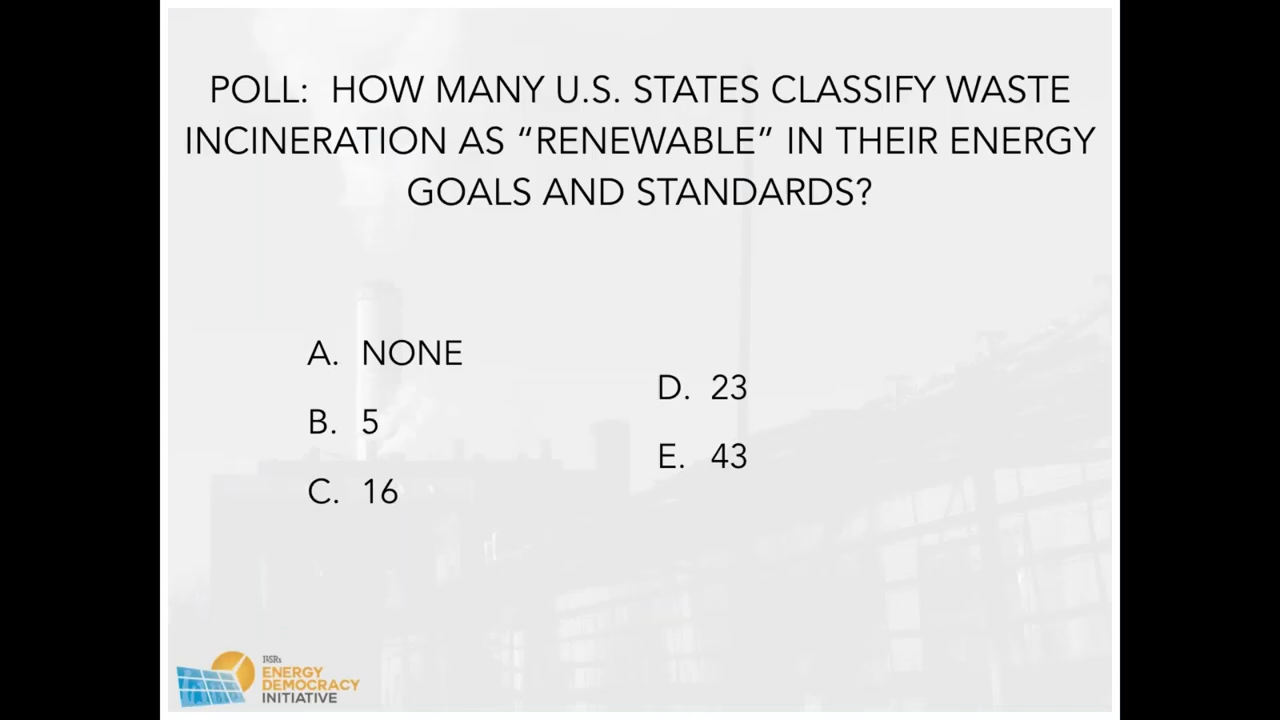 POLL:  HOW MANY U.S. STATES CLASSIFY WASTE
INCINERATION AS “RENEWABLE” IN THEIR ENERGY
GOALS AND STANDARDS?
A. NONE
B. 5
C. 16
D. 23
E. 43
ILSR's
ENERGY
DEMOCRACY
INITIATIVE